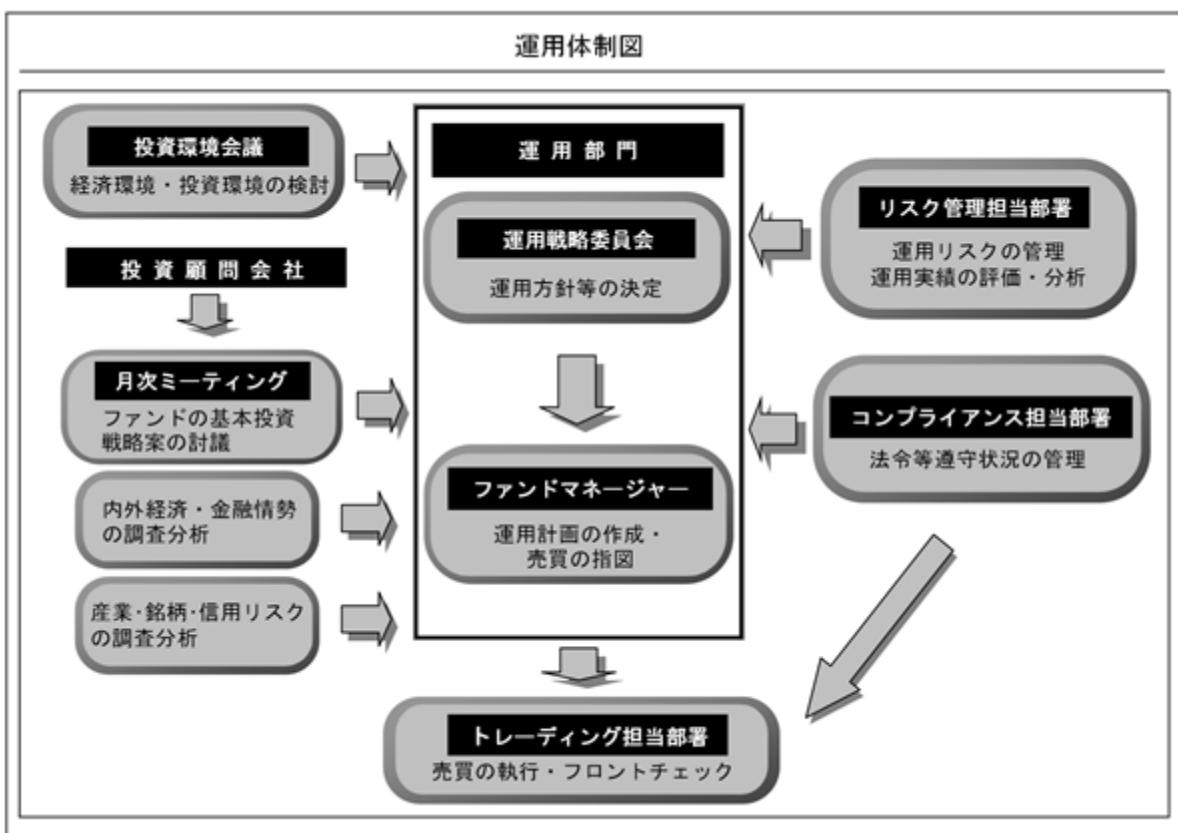 運用体制図
投資環境会議
経済環境・投資環境の検討
投資顧問会社
月次ミーティング
ファンドの基本投資
戦略案の討議
内外経済・金融情勢
の調査分析
産業・銘柄・信用リスク
の調査分析
運用部門
運用戦略委員会
運用方針等の決定
ファンドマネージャー
運用計画の作成・
売買の指図
リスク管理担当部署
運用リスクの管理
運用実績の評価・分析
コンプライアンス担当部署
法令等遵守状況の管理
トレーディング担当部署
売買の執行・フロントチェック